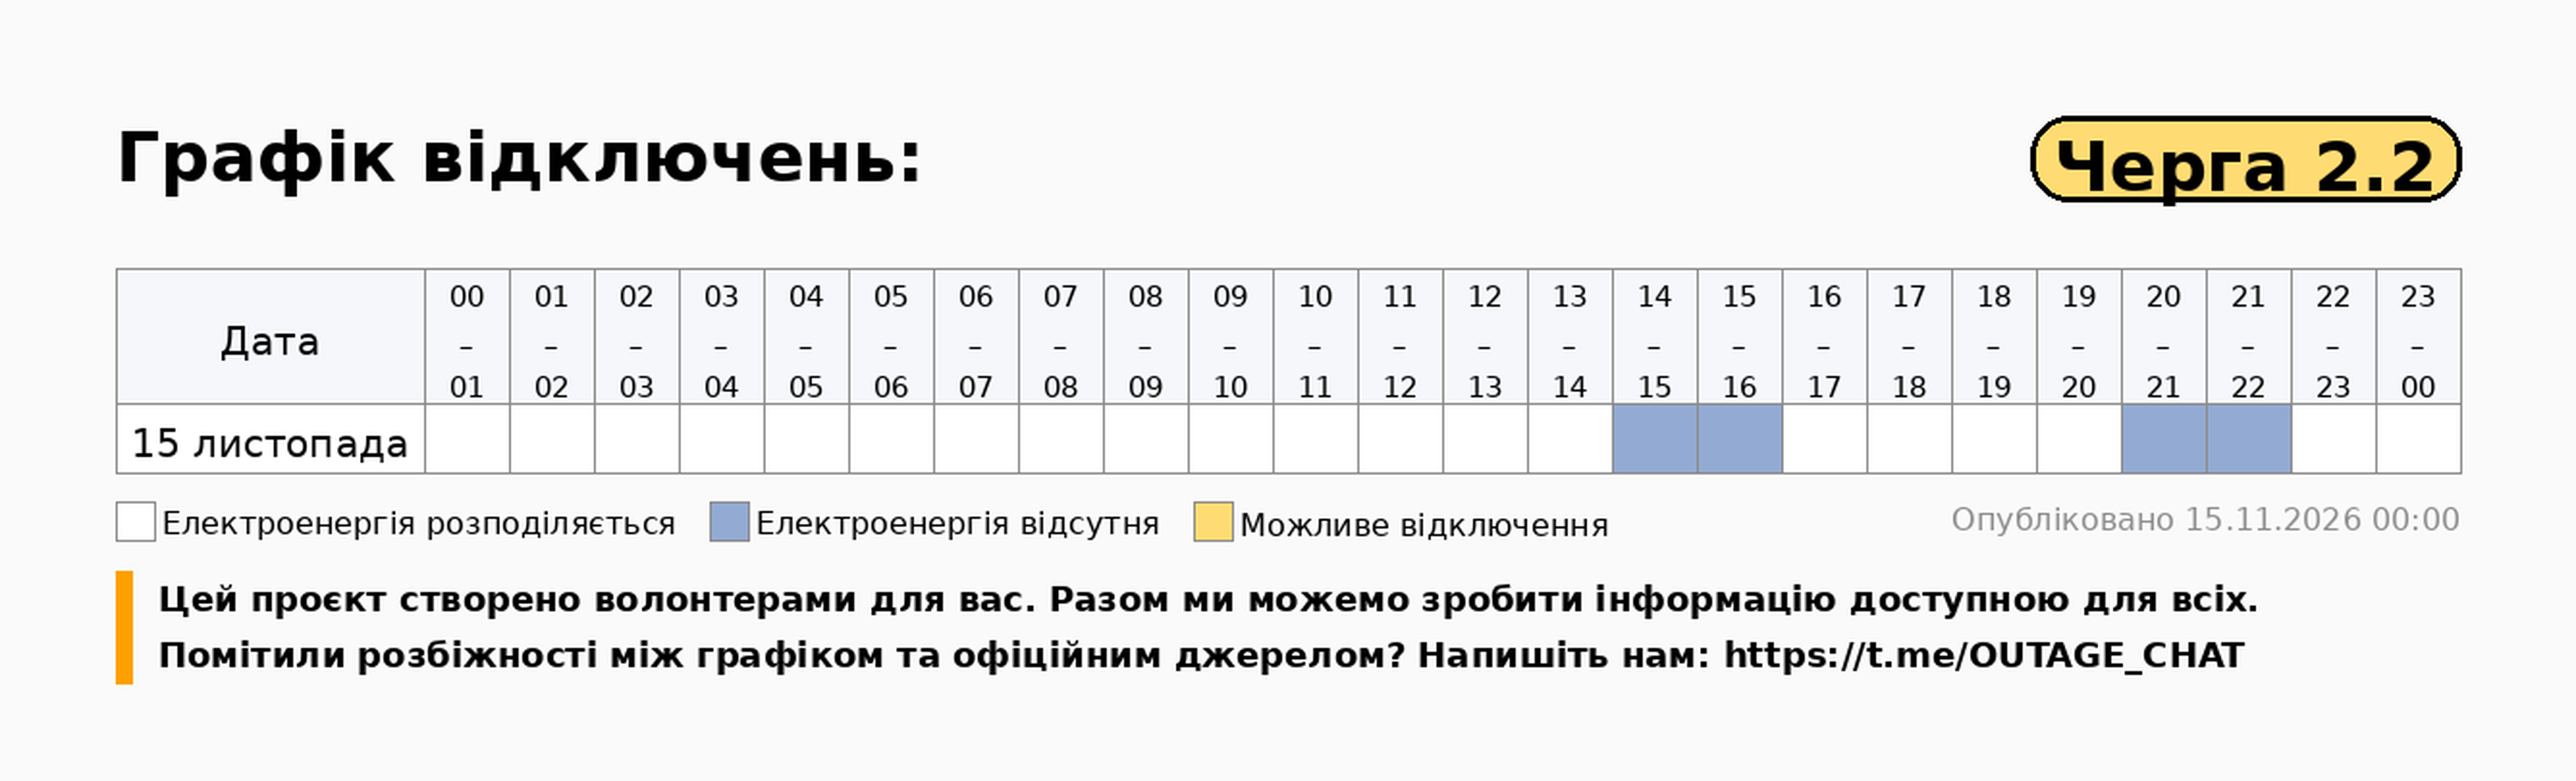 Графік відключень:
Черга 2.2
Дата
00 – 01
01 – 02
02 – 03
03 – 04
04 – 05
05 – 06
06 – 07
07 – 08
08 – 09
09 – 10
10 – 11
11 – 12
12 – 13
13 – 14
14 – 15
15 – 16
16 – 17
17 – 18
18 – 19
19 – 20
20 – 21
21 – 22
22 – 23
23 – 00
15 листопада
Електроенергія розподіляється
Електроенергія відсутня
Можливе відключення
Опубліковано 15.11.2026 00:00
Цей проєкт створено волонтерами для вас. Разом ми можемо зробити інформацію доступною для всіх.
Помітили розбіжності між графіком та офіційним джерелом? Напишіть нам: https://t.me/OUTAGE_CHAT